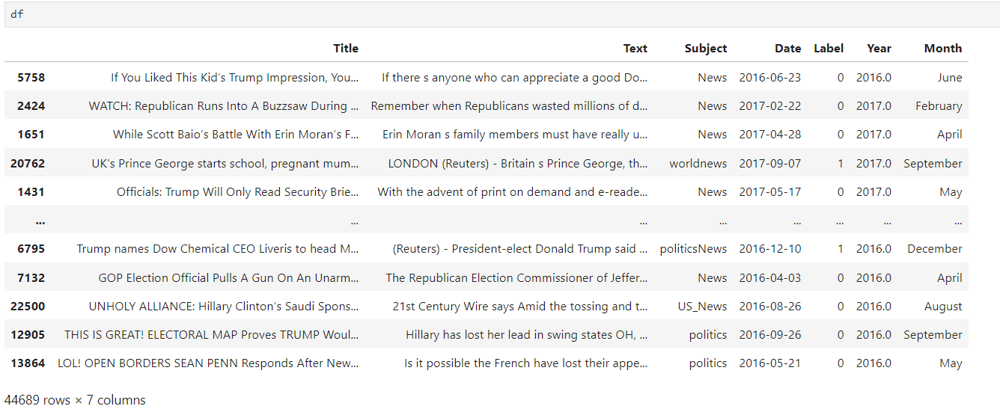 df
Title Text Subject Date Label Year Month
5758 If You Liked This Kid’s Trump Impression, You... If there s anyone who can appreciate a good Do... News 2016-06-23 0 2016.0 June
2424 WATCH: Republican Runs Into A Buzzsaw During ... Remember when Republicans wasted millions of d... News 2017-02-22 0 2017.0 February
1651 While Scott Baio’s Battle With Erin Moran’s F... Erin Moran s family members must have really u... News 2017-04-28 0 2017.0 April
20762 UK's Prince George starts school, pregnant mum... LONDON (Reuters) - Britain s Prince George, th... worldnews 2017-09-07 1 2017.0 September
1431 Officials: Trump Will Only Read Security Brie... With the advent of print on demand and e-reade... News 2017-05-17 0 2017.0 May
... ... ... ... ... ... ... ...
6795 Trump names Dow Chemical CEO Liveris to head M... (Reuters) - President-elect Donald Trump said ... politicsNews 2016-12-10 1 2016.0 December
7132 GOP Election Official Pulls A Gun On An Unarm... The Republican Election Commissioner of Jeffer... News 2016-04-03 0 2016.0 April
22500 UNHOLY ALLIANCE: Hillary Clinton’s Saudi Spons... 21st Century Wire says Amid the tossing and t... US_News 2016-08-26 0 2016.0 August
12905 THIS IS GREAT! ELECTORAL MAP Proves TRUMP Woul... Hillary has lost her lead in swing states OH, ... politics 2016-09-26 0 2016.0 September
13864 LOL! OPEN BORDERS SEAN PENN Responds After New... Is it possible the French have lost their appe... politics 2016-05-21 0 2016.0 May
44689 rows × 7 columns